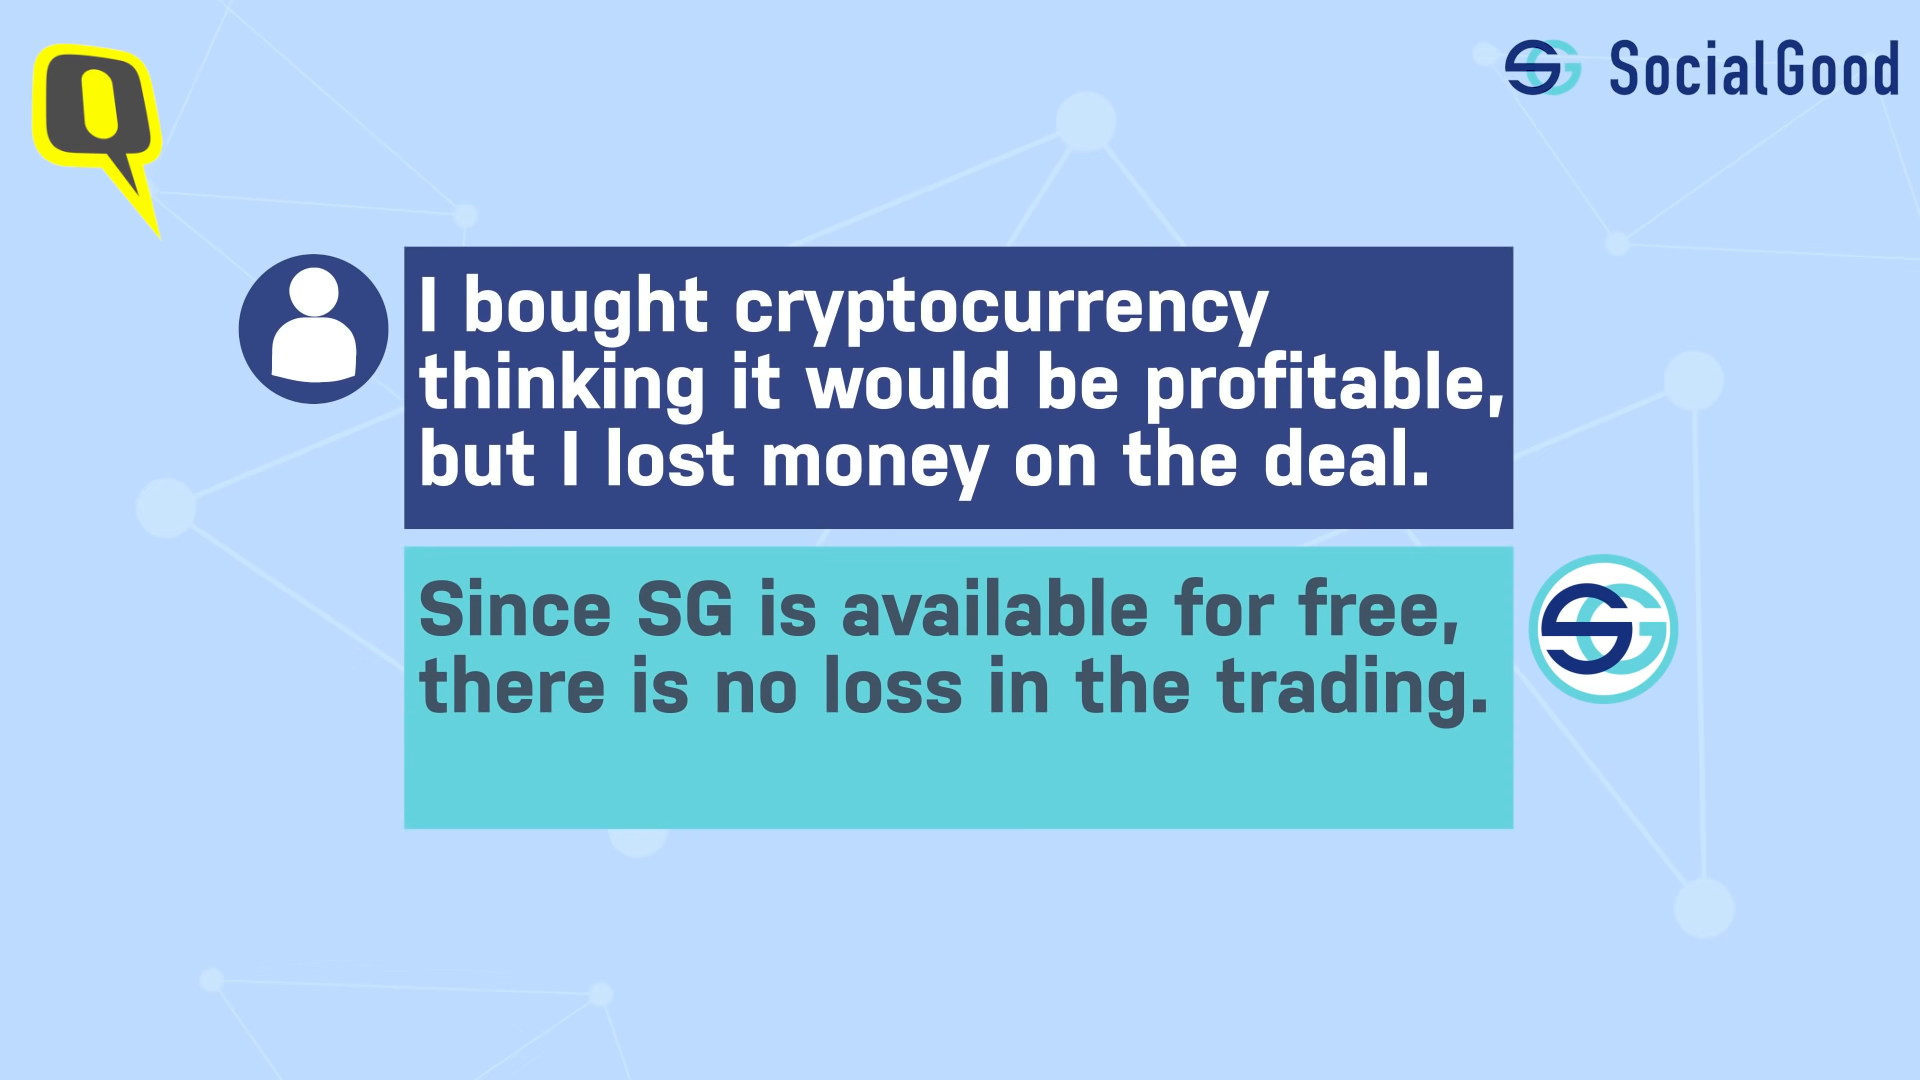 SocialGood
I bought cryptocurrency
thinking it would be profitable,
but I lost money on the deal.
Since SG is available for free,
there is no loss in the trading.
SG